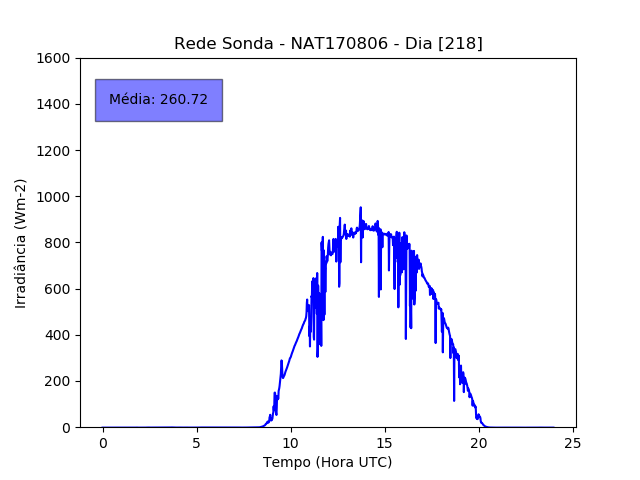 Rede Sonda - NAT170806 - Dia [218]
1600
1400
1200
1000
800
600
400
200
0
Média: 260.72
Irradiância (Wm-2)
0 5 10 15 20 25
Tempo (Hora UTC)